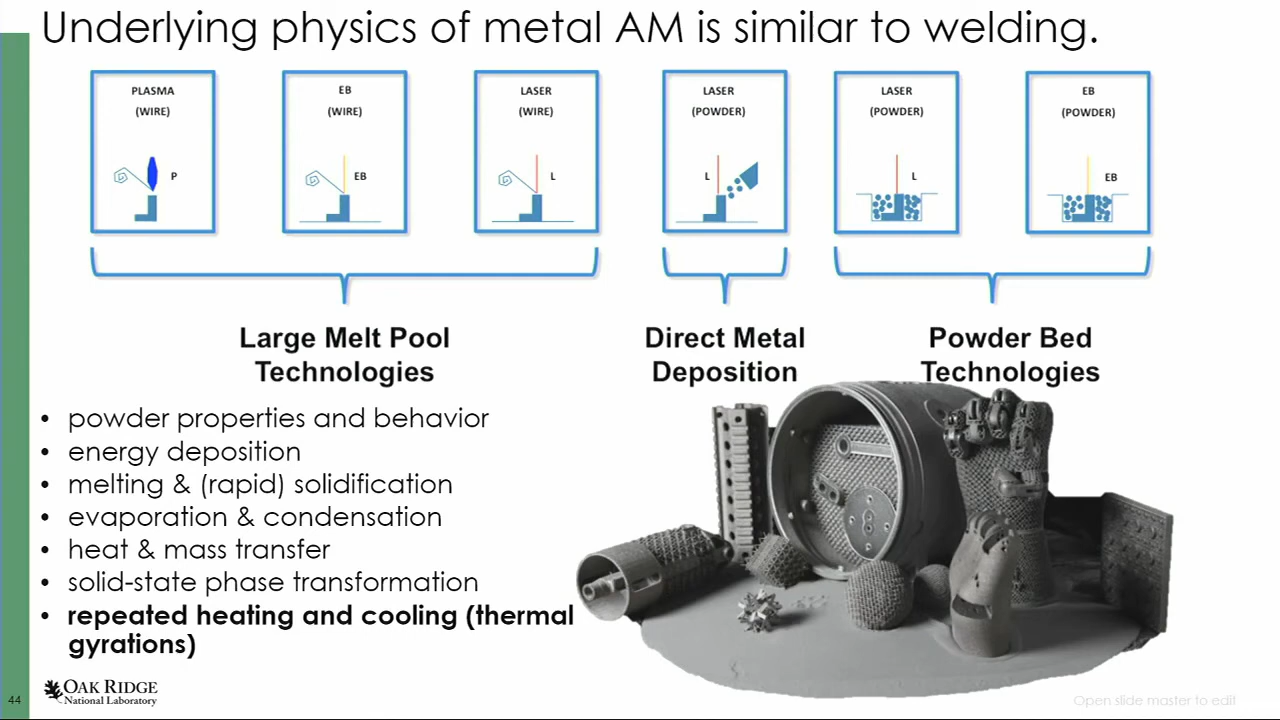 Underlying physics of metal AM is similar to welding.
PLASMA
(WIRE)
P
EB
(WIRE)
EB
LASER
(WIRE)
L
LASER
(POWDER)
L
LASER
(POWDER)
L
EB
(POWDER)
EB
Large Melt Pool
Technologies
Direct Metal
Deposition
Powder Bed
Technologies
• powder properties and behavior
• energy deposition
• melting & (rapid) solidification
• evaporation & condensation
• heat & mass transfer
• solid-state phase transformation
• repeated heating and cooling (thermal
gyrations)
44
OAK RIDGE
National Laboratory
Open slide master to edit